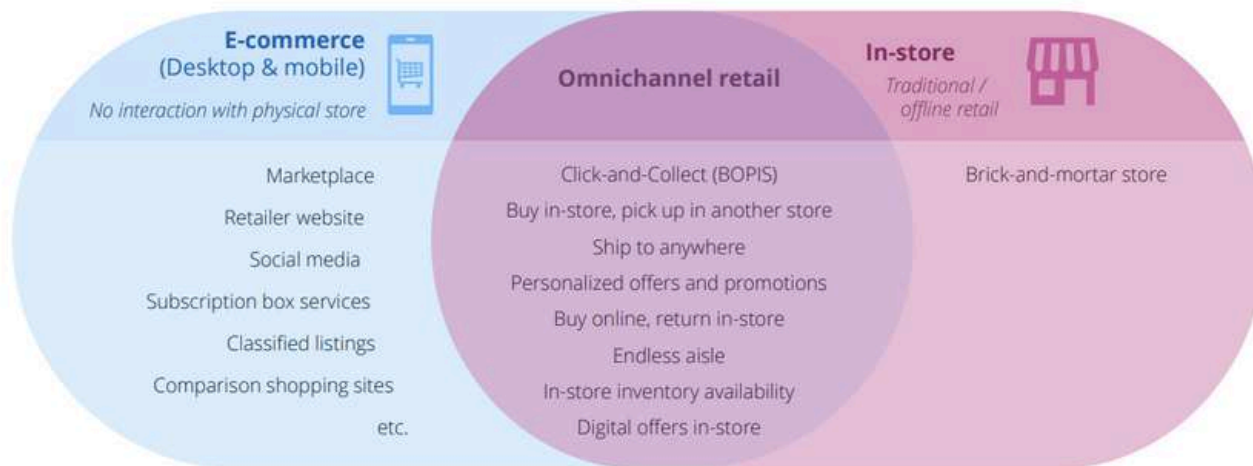 E-commerce
(Desktop & mobile)
No interaction with physical store
Marketplace
Retailer website
Social media
Subscription box services
Classified listings
Comparison shopping sites
etc.
Omnichannel retail
Click-and-Collect (BOPIS)
Buy in-store, pick up in another store
Ship to anywhere
Personalized offers and promotions
Buy online, return in-store
Endless aisle
In-store inventory availability
Digital offers in-store
In-store
Traditional /
offline retail
Brick-and-mortar store